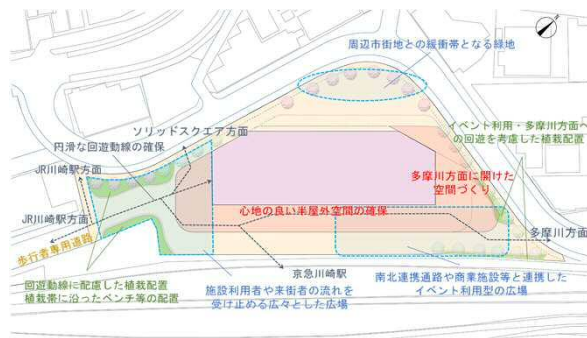 周辺市街地との緩衝帯となる緑地
ソリッドスクエア方面
円滑な回遊動線の確保
イベント利用・多摩川方面へ
の回遊を考慮した植栽配置
JR川崎駅方面
多摩川方面に開けた
空間づくり
JR川崎駅方面
心地の良い半屋外空間の確保
歩行者専用道路
多摩川方面
京急川崎駅
回遊動線に配慮した植栽配置
植栽帯に沿ったベンチ等の配置
施設利用者や来街者の流れを
受け止める広々とした広場
南北連携通路や商業施設等と連携した
イベント利用型の広場